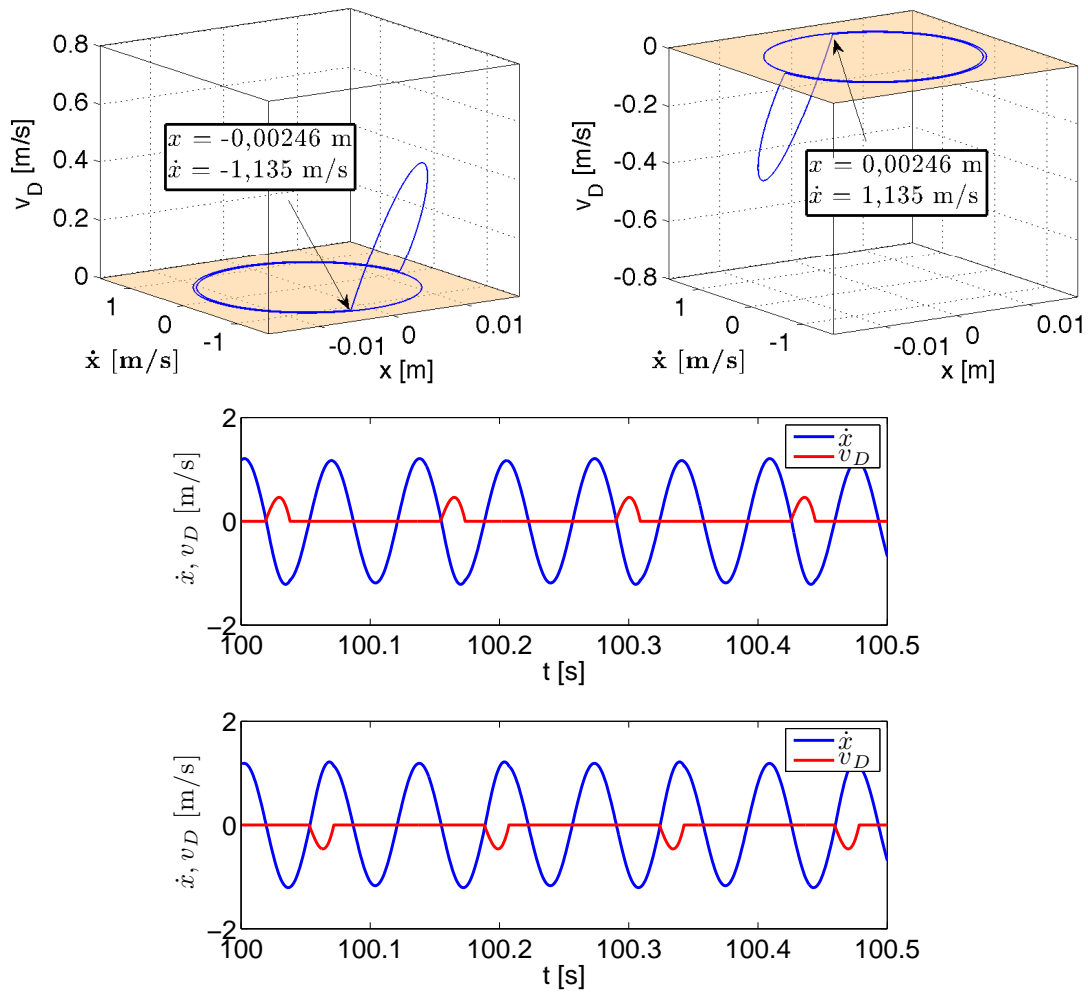 0.8
0.6
0.4
0.2
0
v_D [m/s]
x = -0,00246 m
ẋ = -1,135 m/s
1
0
-1
ẋ [m/s]
-0.01
0
0.01
x [m]
0
-0.2
-0.4
-0.6
-0.8
v_D [m/s]
x = 0,00246 m
ẋ = 1,135 m/s
1
0
-1
ẋ [m/s]
-0.01
0
0.01
x [m]
2
0
−2
ẋ, v_D [m/s]
ẋ
v_D
100 100.1 100.2 100.3 100.4 100.5
t [s]
2
0
−2
ẋ, v_D [m/s]
ẋ
v_D
100 100.1 100.2 100.3 100.4 100.5
t [s]